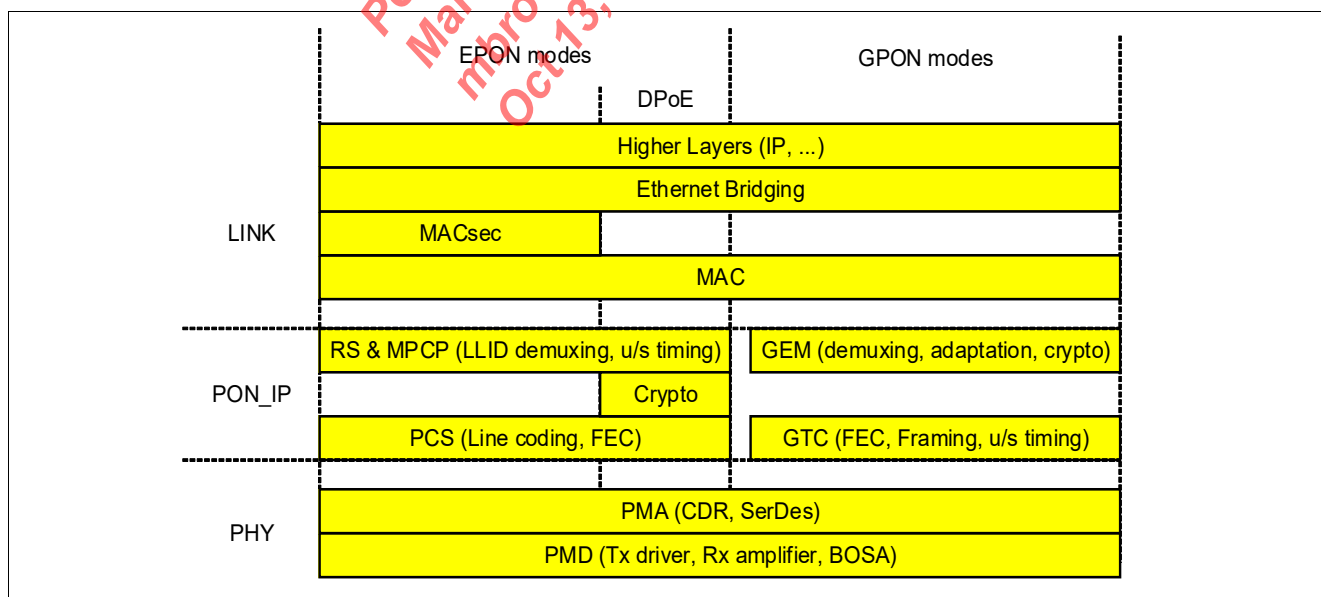 EPON modes
GPON modes
DPoE
Higher Layers (IP, ...)
Ethernet Bridging
LINK
MACsec
MAC
RS & MPCP (LLID demuxing, u/s timing)
GEM (demuxing, adaptation, crypto)
PON_IP
Crypto
PCS (Line coding, FEC)
GTC (FEC, Framing, u/s timing)
PMA (CDR, SerDes)
PHY
PMD (Tx driver, Rx amplifier, BOSA)
Oct 13,